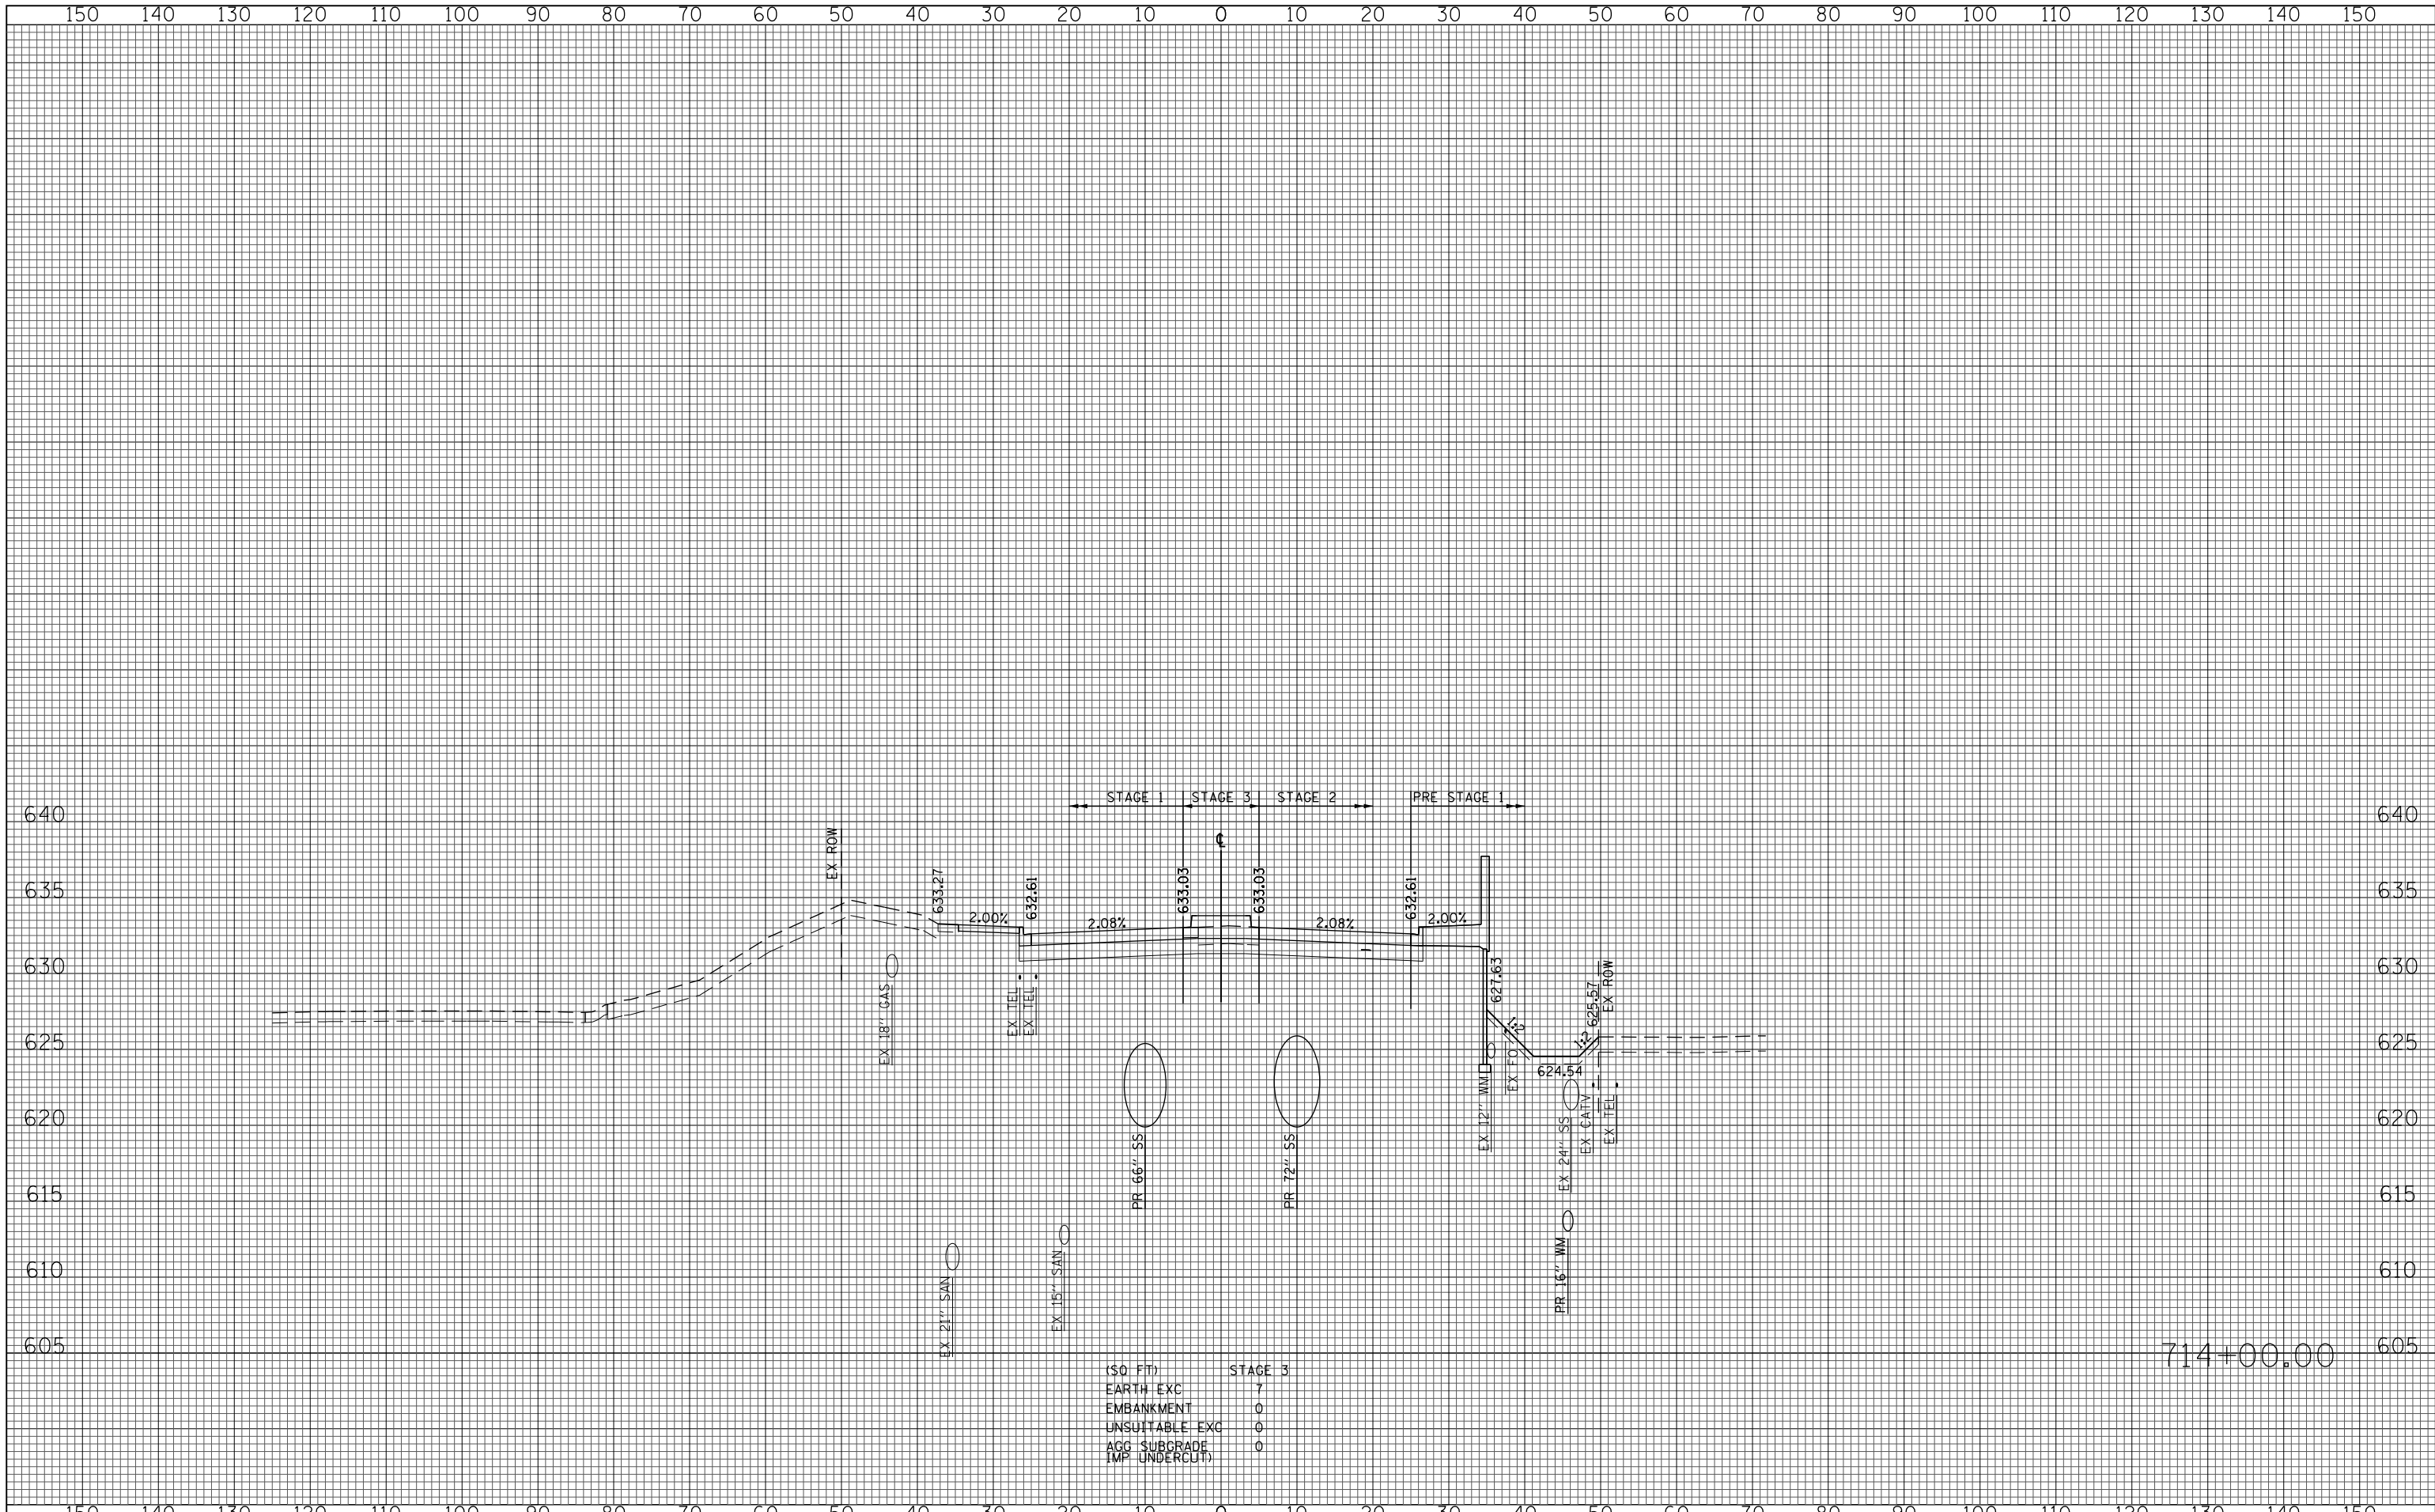 150 140 130 120 110 100 90 80 70 60 50 40 30 20 10 0 10 20 30 40 50 60 70 80 90 100 110 120 130 140 150
STAGE 1 STAGE 3 STAGE 2 PRE STAGE 1
640 640
EX ROW
℄
635 635
633.27
632.61
633.03
633.03
632.61
2.00%
2.08%
2.08%
2.00%
630 630
EX 18" GAS
EX TEL
EX TEL
627.63
625.57
EX ROW
1:2
1:2
625 625
624.54
EX FO
EX 12" WM
EX 24" SS
EX CATV
EX TEL
620 620
PR 66" SS
PR 72" SS
615 615
PR 16" WM
EX 21" SAN
EX 15" SAN
610 610
605 605
714+00.00
(SQ FT) STAGE 3
EARTH EXC 7
EMBANKMENT 0
UNSUITABLE EXC 0
AGG SUBGRADE 0
IMP UNDERCUT)
150 140 130 120 110 100 90 80 70 60 50 40 30 20 10 0 10 20 30 40 50 60 70 80 90 100 110 120 130 140 150